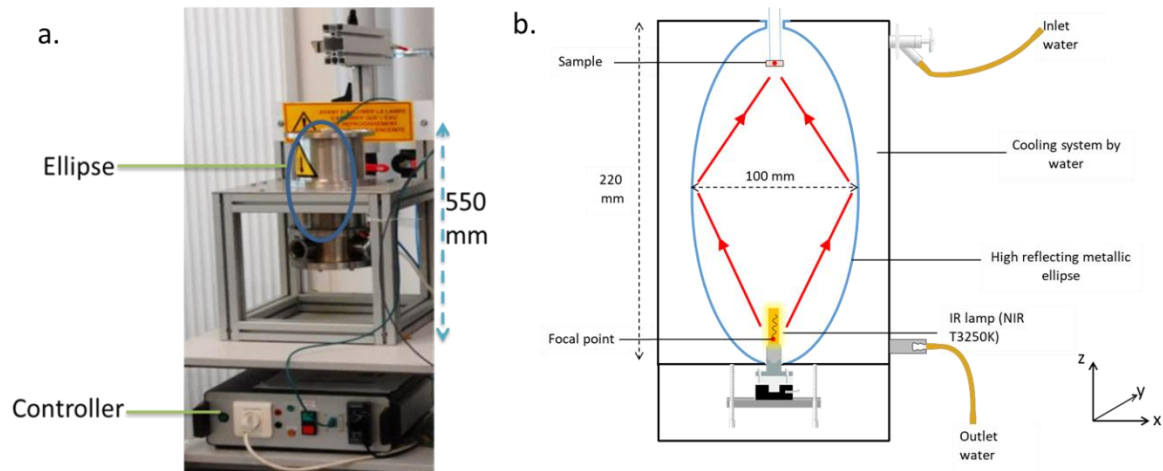 a.
Ellipse
550
mm
Controller
b.
Inlet
water
Sample
Cooling system by
water
220
mm
100 mm
High reflecting metallic
ellipse
IR lamp (NIR
T3250K)
Focal point
z
y
x
Outlet
water